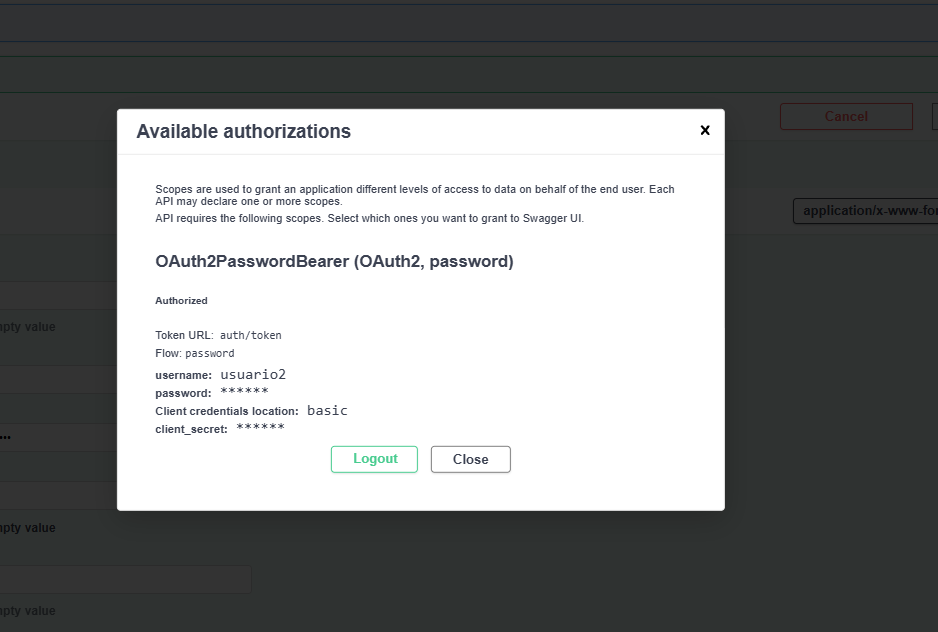 Available authorizations
x
Cancel
Scopes are used to grant an application different levels of access to data on behalf of the end user. Each
API may declare one or more scopes.
API requires the following scopes. Select which ones you want to grant to Swagger UI.
application/x-www-for
OAuth2PasswordBearer (OAuth2, password)
Authorized
Token URL: auth/token
pty value
Flow: password
username: usuario2
password: ******
Client credentials location: basic
client_secret: ******
...
Logout
Close
pty value
pty value